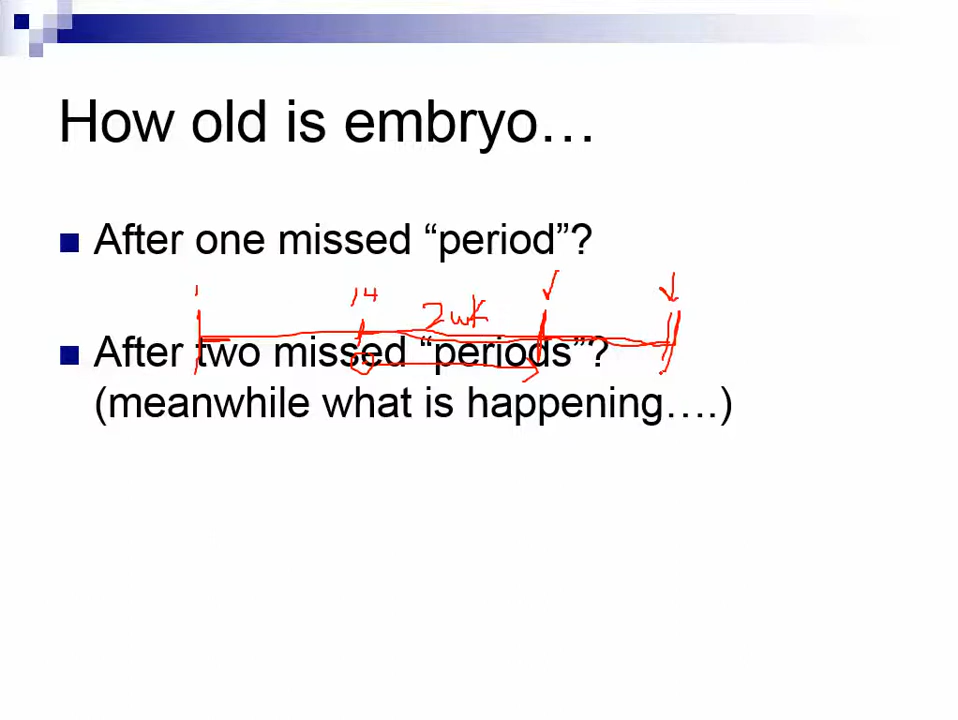 How old is embryo…
After one missed “period”?
14
2 wk
After two missed “periods”?
(meanwhile what is happening….)